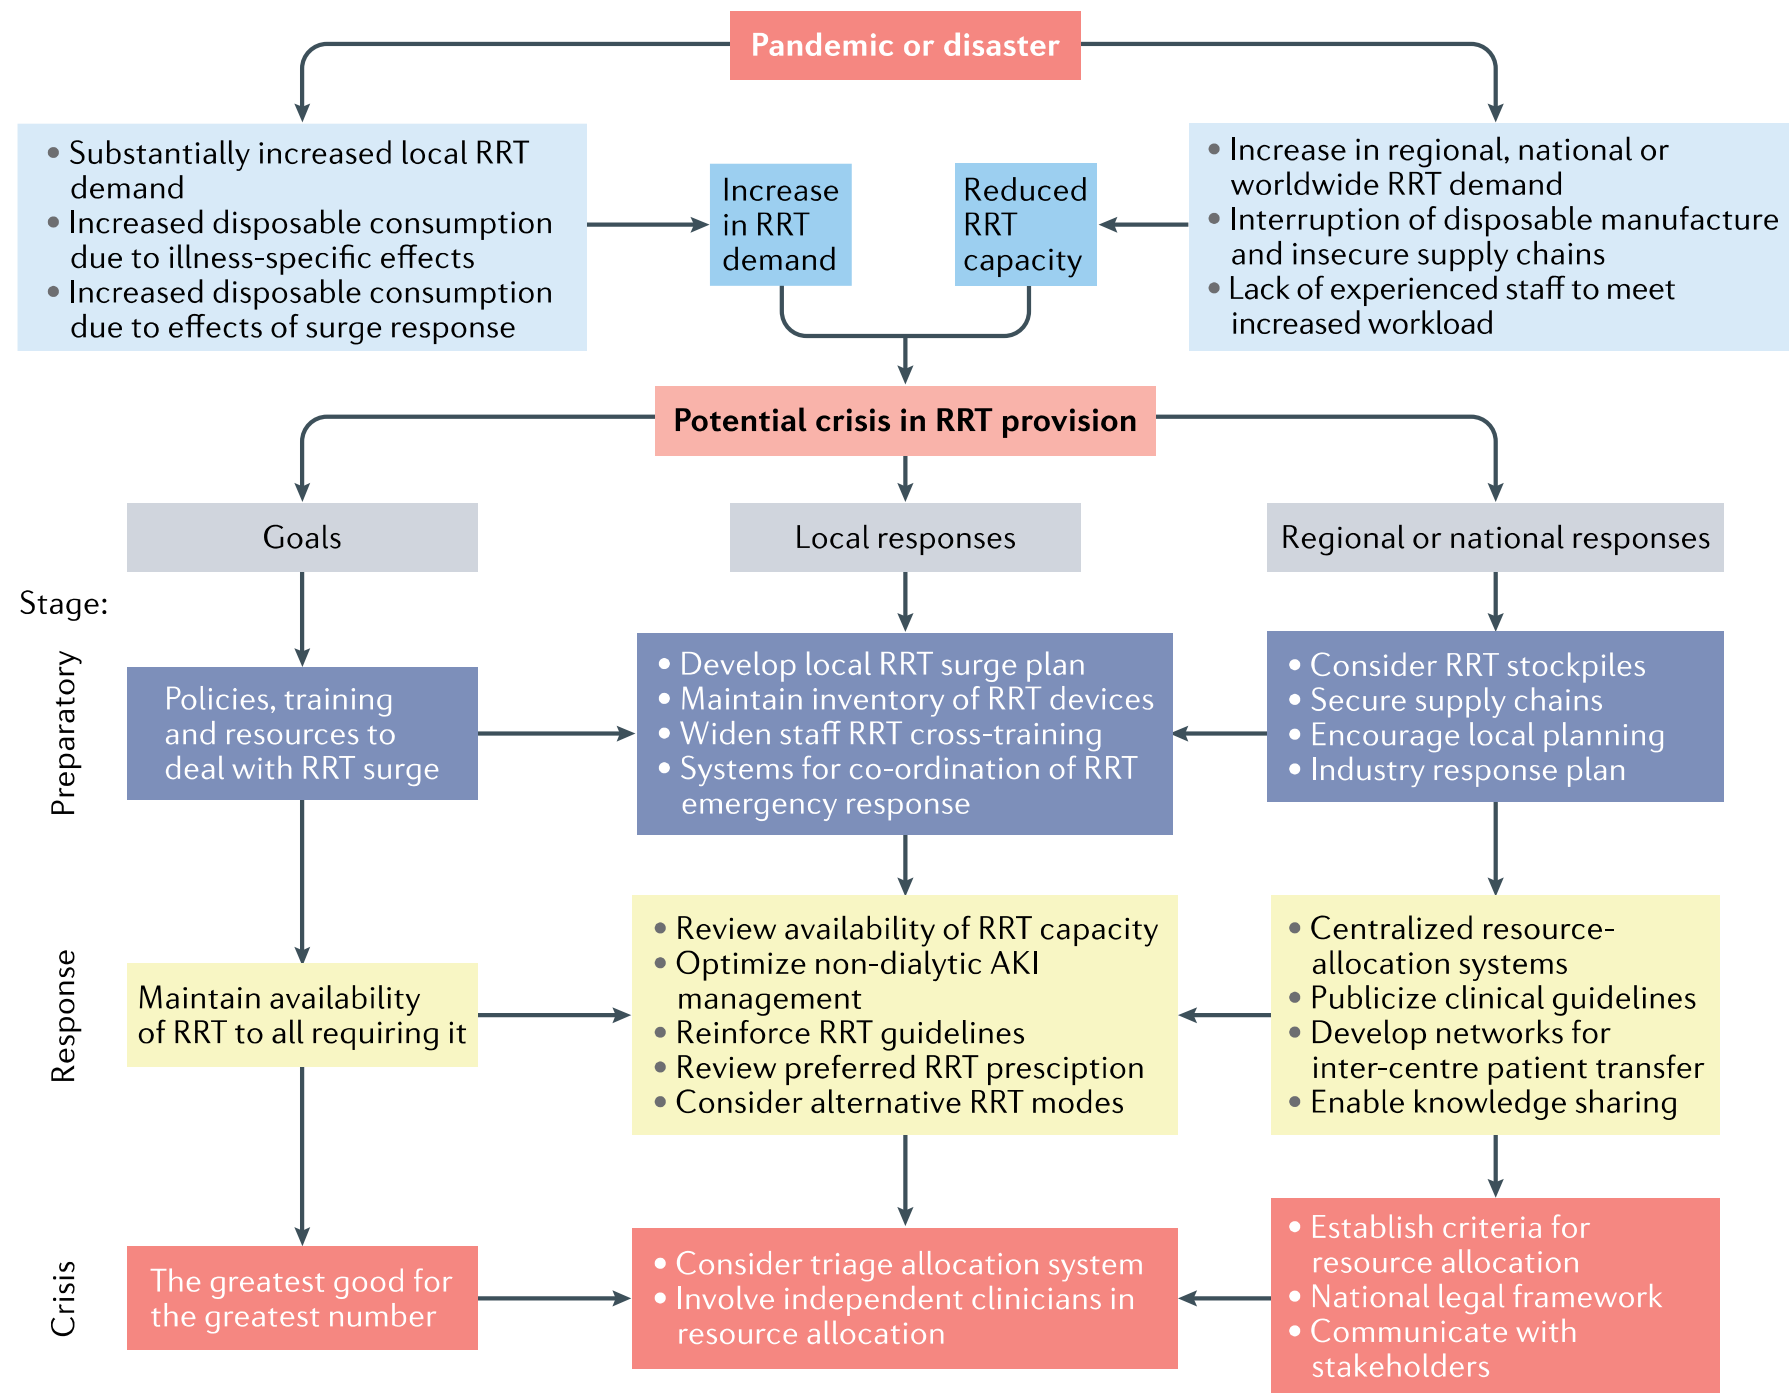 Pandemic or disaster
• Substantially increased local RRT
demand
• Increased disposable consumption
due to illness-specific effects
• Increased disposable consumption
due to effects of surge response
Increase
in RRT
demand
Reduced
RRT
capacity
• Increase in regional, national or
worldwide RRT demand
• Interruption of disposable manufacture
and insecure supply chains
• Lack of experienced staff to meet
increased workload
Potential crisis in RRT provision
Goals
Local responses
Regional or national responses
Stage:
Preparatory
Policies, training
and resources to
deal with RRT surge
• Develop local RRT surge plan
• Maintain inventory of RRT devices
• Widen staff RRT cross-training
• Systems for co-ordination of RRT
emergency response
• Consider RRT stockpiles
• Secure supply chains
• Encourage local planning
• Industry response plan
Response
Maintain availability
of RRT to all requiring it
• Review availability of RRT capacity
• Optimize non-dialytic AKI
management
• Reinforce RRT guidelines
• Review preferred RRT presciption
• Consider alternative RRT modes
• Centralized resource-
allocation systems
• Publicize clinical guidelines
• Develop networks for
inter-centre patient transfer
• Enable knowledge sharing
Crisis
The greatest good for
the greatest number
• Consider triage allocation system
• Involve independent clinicians in
resource allocation
• Establish criteria for
resource allocation
• National legal framework
• Communicate with
stakeholders